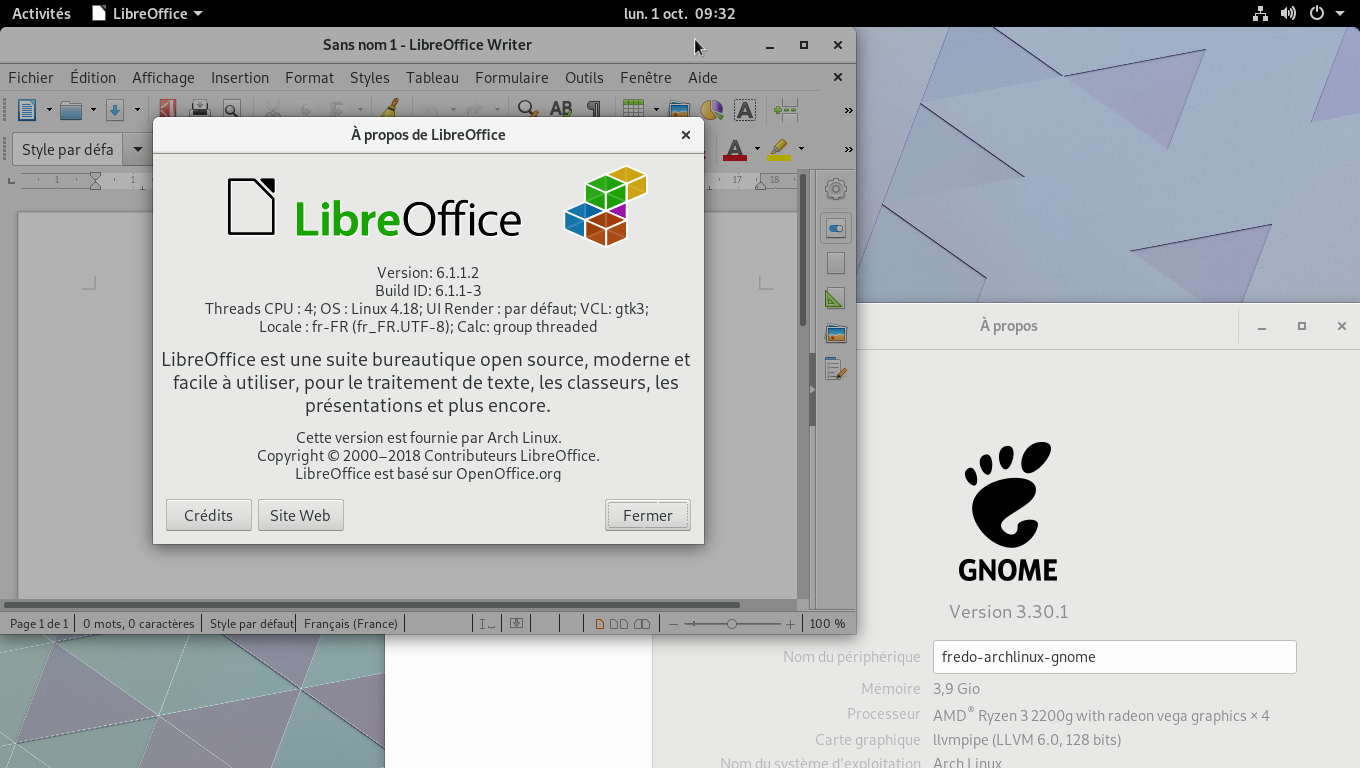 Activités LibreOffice lun. 1 oct. 09:32
Sans nom 1 - LibreOffice Writer
Fichier Édition Affichage Insertion Format Styles Tableau Formulaire Outils Fenêtre Aide
Style par défa
À propos de LibreOffice
1 1 17 18
LibreOffice
Version: 6.1.1.2
Build ID: 6.1.1-3
Threads CPU : 4; OS : Linux 4.18; UI Render : par défaut; VCL: gtk3;
Locale : fr-FR (fr_FR.UTF-8); Calc: group threaded
LibreOffice est une suite bureautique open source, moderne et
facile à utiliser, pour le traitement de texte, les classeurs, les
présentations et plus encore.
Cette version est fournie par Arch Linux.
Copyright © 2000–2018 Contributeurs LibreOffice.
LibreOffice est basé sur OpenOffice.org
Crédits Site Web Fermer
Page 1 de 1 0 mots, 0 caractères Style par défaut Français (France) 100 %
À propos
GNOME
Version 3.30.1
Nom du périphérique fredo-archlinux-gnome
Mémoire 3,9 Gio
Processeur AMD® Ryzen 3 2200g with radeon vega graphics × 4
Carte graphique llvmpipe (LLVM 6.0, 128 bits)
Nom du système d'exploitation Arch Linux